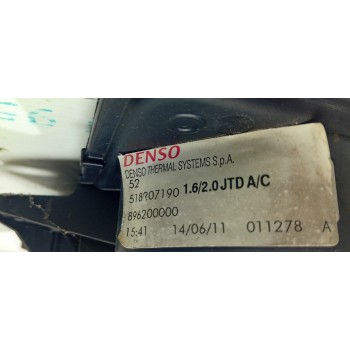 DENSO
DENSO THERMAL SYSTEMS S.p.A.
52
518907190 1.6/2.0 JTD A/C
896200000
15:41 14/06/11 011278 A